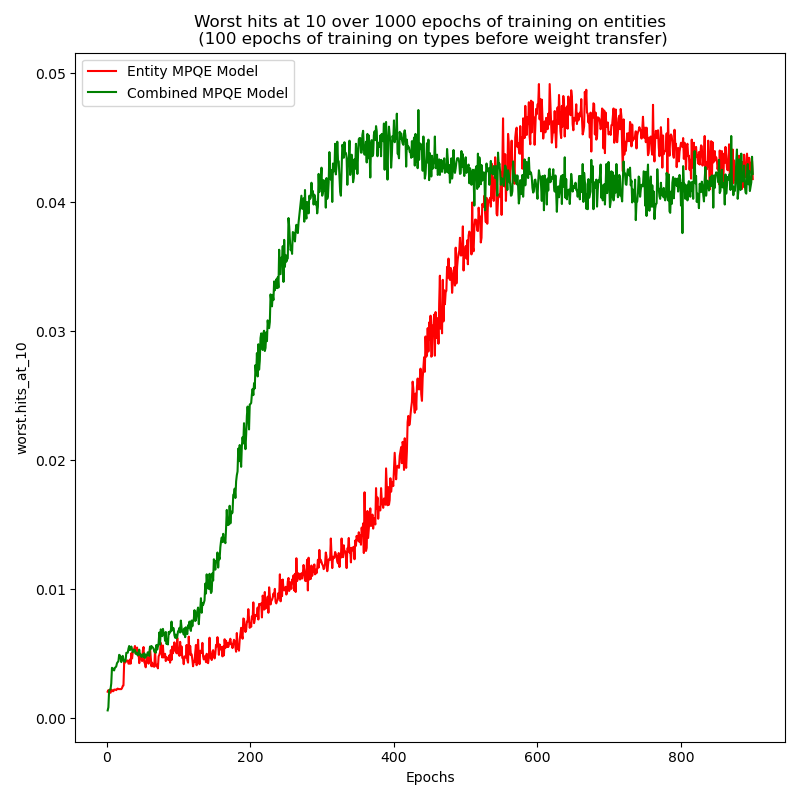 Worst hits at 10 over 1000 epochs of training on entities
(100 epochs of training on types before weight transfer)
Entity MPQE Model
Combined MPQE Model
worst.hits_at_10
0.05
0.04
0.03
0.02
0.01
0.00
0 200 400 600 800
Epochs